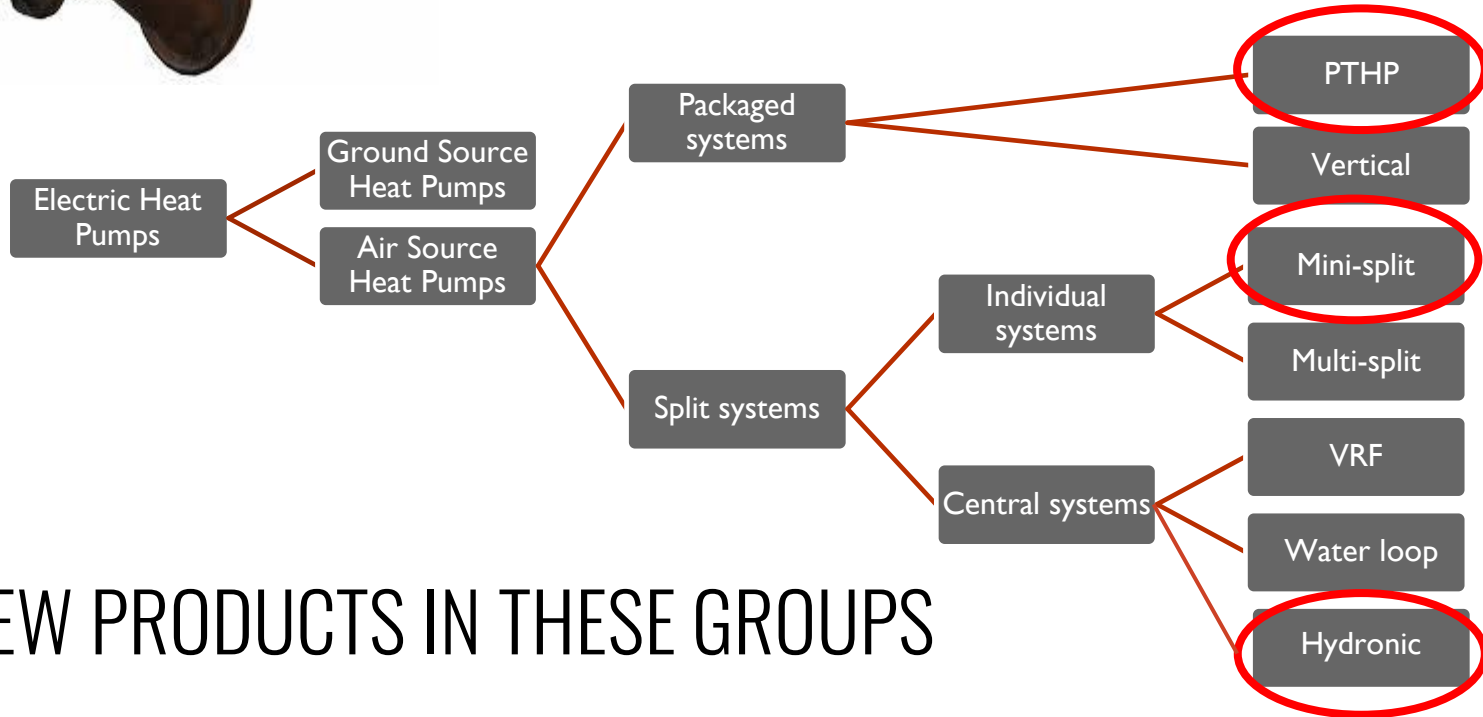 Electric Heat
Pumps
Ground Source
Heat Pumps
Air Source
Heat Pumps
Packaged
systems
Split systems
Individual
systems
Central systems
PTHP
Vertical
Mini-split
Multi-split
VRF
Water loop
Hydronic
EW PRODUCTS IN THESE GROUPS